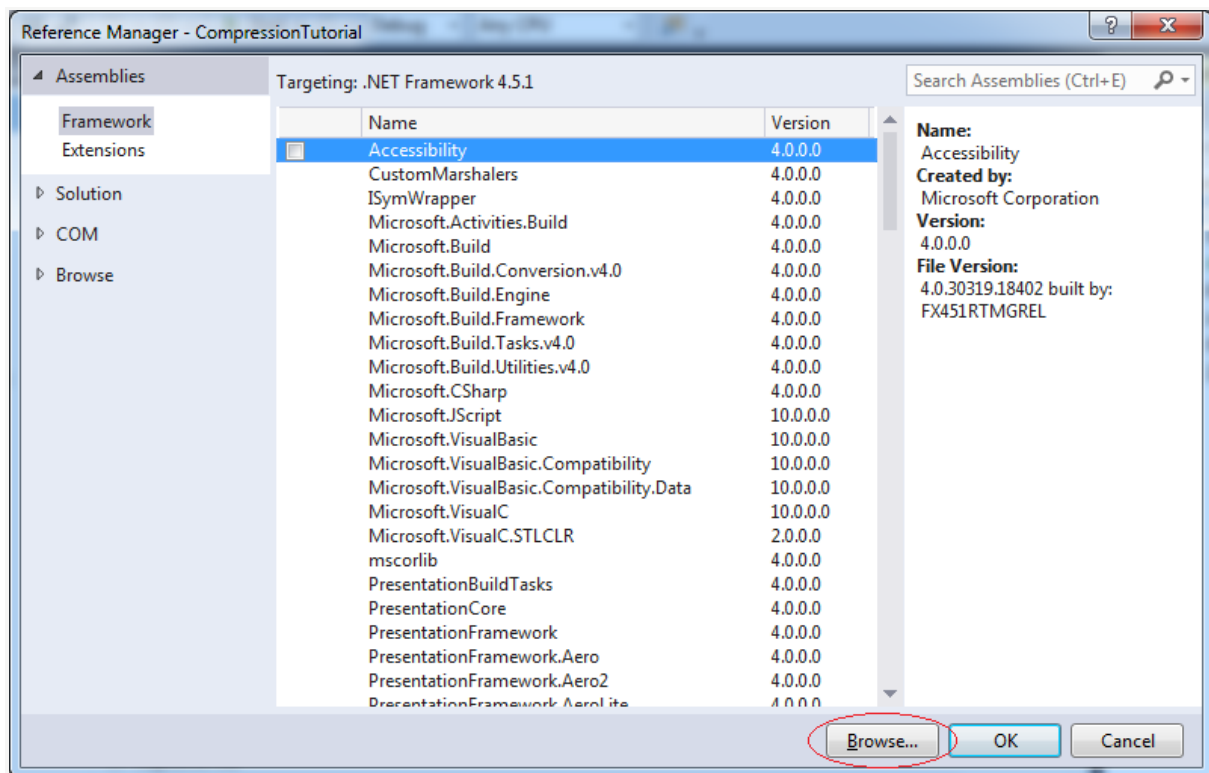 Reference Manager - CompressionTutorial
Assemblies
Framework
Extensions
Solution
COM
Browse
Targeting: .NET Framework 4.5.1
Search Assemblies (Ctrl+E)
Name Version
Accessibility 4.0.0.0
CustomMarshalers 4.0.0.0
ISymWrapper 4.0.0.0
Microsoft.Activities.Build 4.0.0.0
Microsoft.Build 4.0.0.0
Microsoft.Build.Conversion.v4.0 4.0.0.0
Microsoft.Build.Engine 4.0.0.0
Microsoft.Build.Framework 4.0.0.0
Microsoft.Build.Tasks.v4.0 4.0.0.0
Microsoft.Build.Utilities.v4.0 4.0.0.0
Microsoft.CSharp 4.0.0.0
Microsoft.JScript 10.0.0.0
Microsoft.VisualBasic 10.0.0.0
Microsoft.VisualBasic.Compatibility 10.0.0.0
Microsoft.VisualBasic.Compatibility.Data 10.0.0.0
Microsoft.VisualC 10.0.0.0
Microsoft.VisualC.STLCLR 2.0.0.0
mscorlib 4.0.0.0
PresentationBuildTasks 4.0.0.0
PresentationCore 4.0.0.0
PresentationFramework 4.0.0.0
PresentationFramework.Aero 4.0.0.0
PresentationFramework.Aero2 4.0.0.0
PresentationFramework.AeroLite 4.0.0.0
Name:
Accessibility
Created by:
Microsoft Corporation
Version:
4.0.0.0
File Version:
4.0.30319.18402 built by:
FX451RTMGREL
Browse...
OK
Cancel